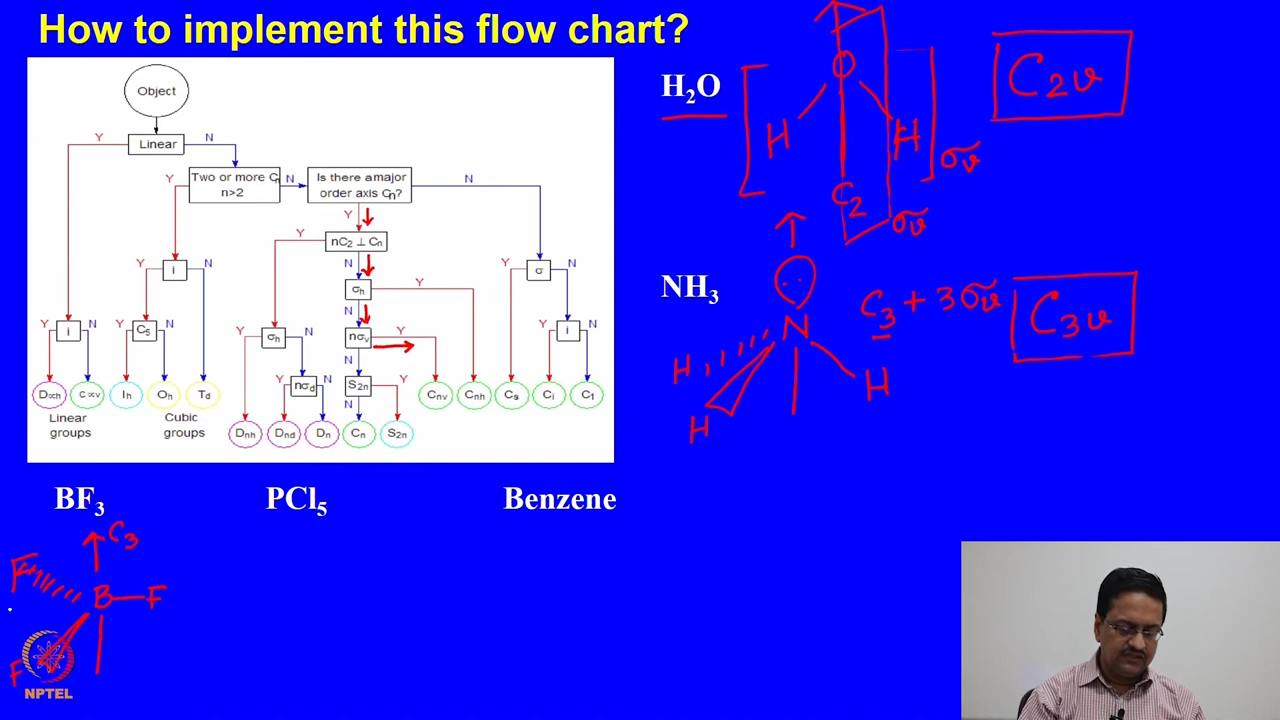 How to implement this flow chart?
Object
Y
Linear
N
Y
Two or more Cn n>2
N
Is there a major order axis Cn?
N
Y
Y
nC2 ⊥ Cn
N
Y
i
N
σh
Y
Y
σ
N
Y
i
N
Y
C5
N
Y
σh
N
N
nσv
Y
Y
i
N
N
Y
nσd
N
S2n
Y
N
D∞h
C∞v
Ih
Oh
Td
Cnv
Cnh
Cs
Ci
C1
Linear groups
Cubic groups
Dnh
Dnd
Dn
Cn
S2n
H2O
O
H
H
C2
σv
σv
C2v
NH3
N
H
H
H
C3 + 3σv
C3v
BF3
PCl5
Benzene
C3
F
B
F
F
NPTEL